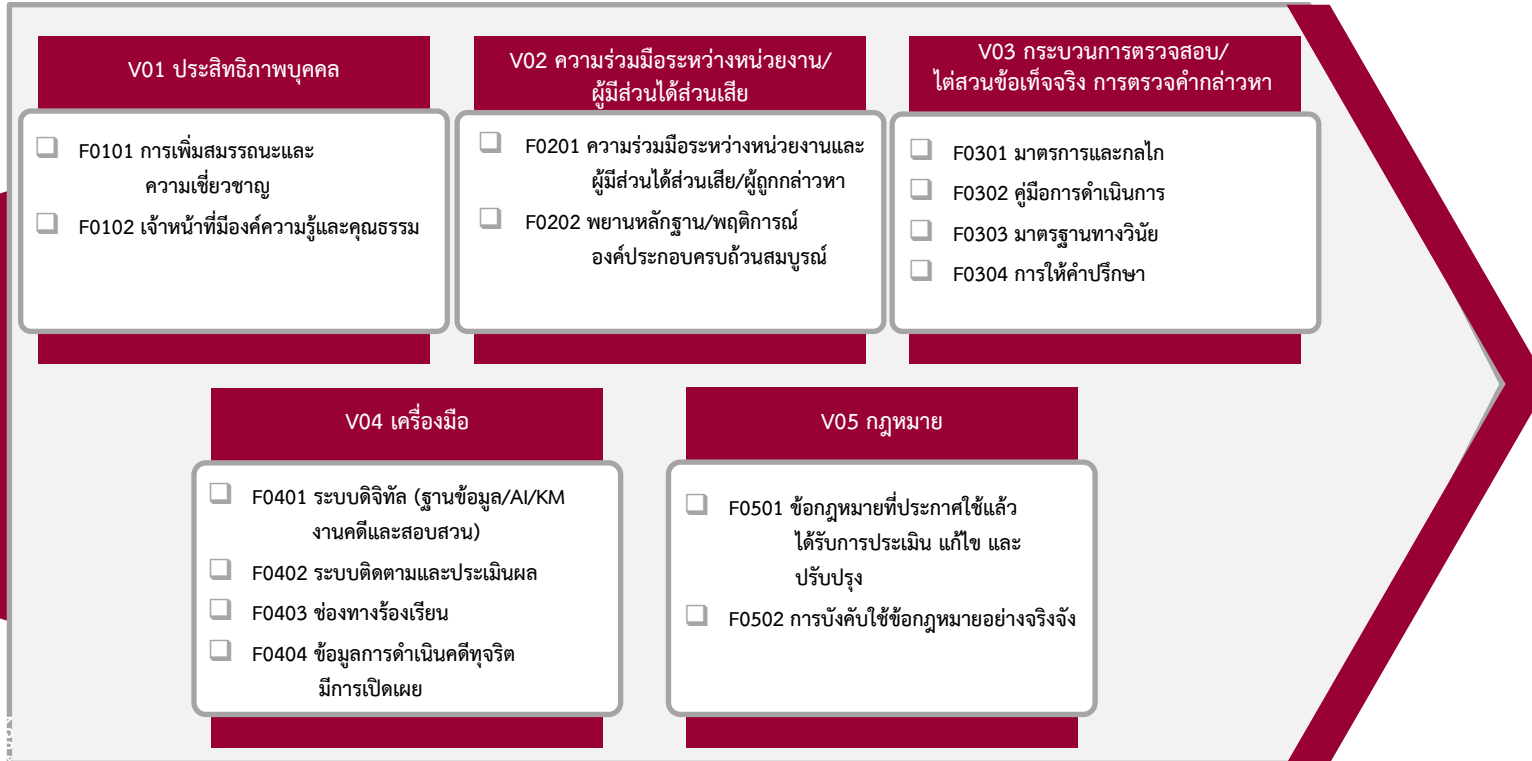 V01 ประสิทธิภาพบุคคล
F0101 การเพิ่มสมรรถนะและ
ความเชี่ยวชาญ
F0102 เจ้าหน้าที่มีองค์ความรู้และคุณธรรม
V02 ความร่วมมือระหว่างหน่วยงาน/
ผู้มีส่วนได้ส่วนเสีย
F0201 ความร่วมมือระหว่างหน่วยงานและ
ผู้มีส่วนได้ส่วนเสีย/ผู้ถูกกล่าวหา
F0202 พยานหลักฐาน/พฤติการณ์
องค์ประกอบครบถ้วนสมบูรณ์
V03 กระบวนการตรวจสอบ/
ไต่สวนข้อเท็จจริง การตรวจคำกล่าวหา
F0301 มาตรการและกลไก
F0302 คู่มือการดำเนินการ
F0303 มาตรฐานทางวินัย
F0304 การให้คำปรึกษา
V04 เครื่องมือ
F0401 ระบบดิจิทัล (ฐานข้อมูล/AI/KM
งานคดีและสอบสวน)
F0402 ระบบติดตามและประเมินผล
F0403 ช่องทางร้องเรียน
F0404 ข้อมูลการดำเนินคดีทุจริต
มีการเปิดเผย
V05 กฎหมาย
F0501 ข้อกฎหมายที่ประกาศใช้แล้ว
ได้รับการประเมิน แก้ไข และ
ปรับปรุง
F0502 การบังคับใช้ข้อกฎหมายอย่างจริงจัง